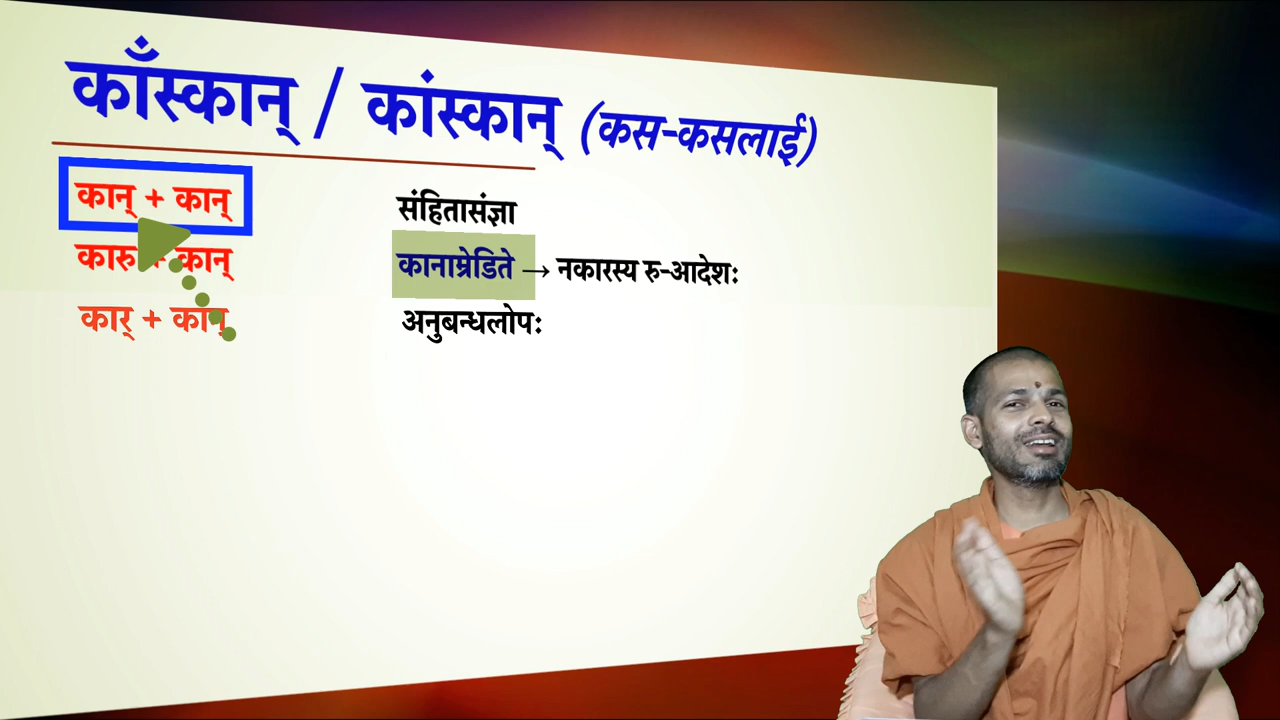 काँस्कान् / कांस्कान् (कस-कसलाई)
कान् + कान् संहितासंज्ञा
कारु + कान् कानाम्रेडिते → नकारस्य रु-आदेशः
कार् + कान् अनुबन्धलोपः